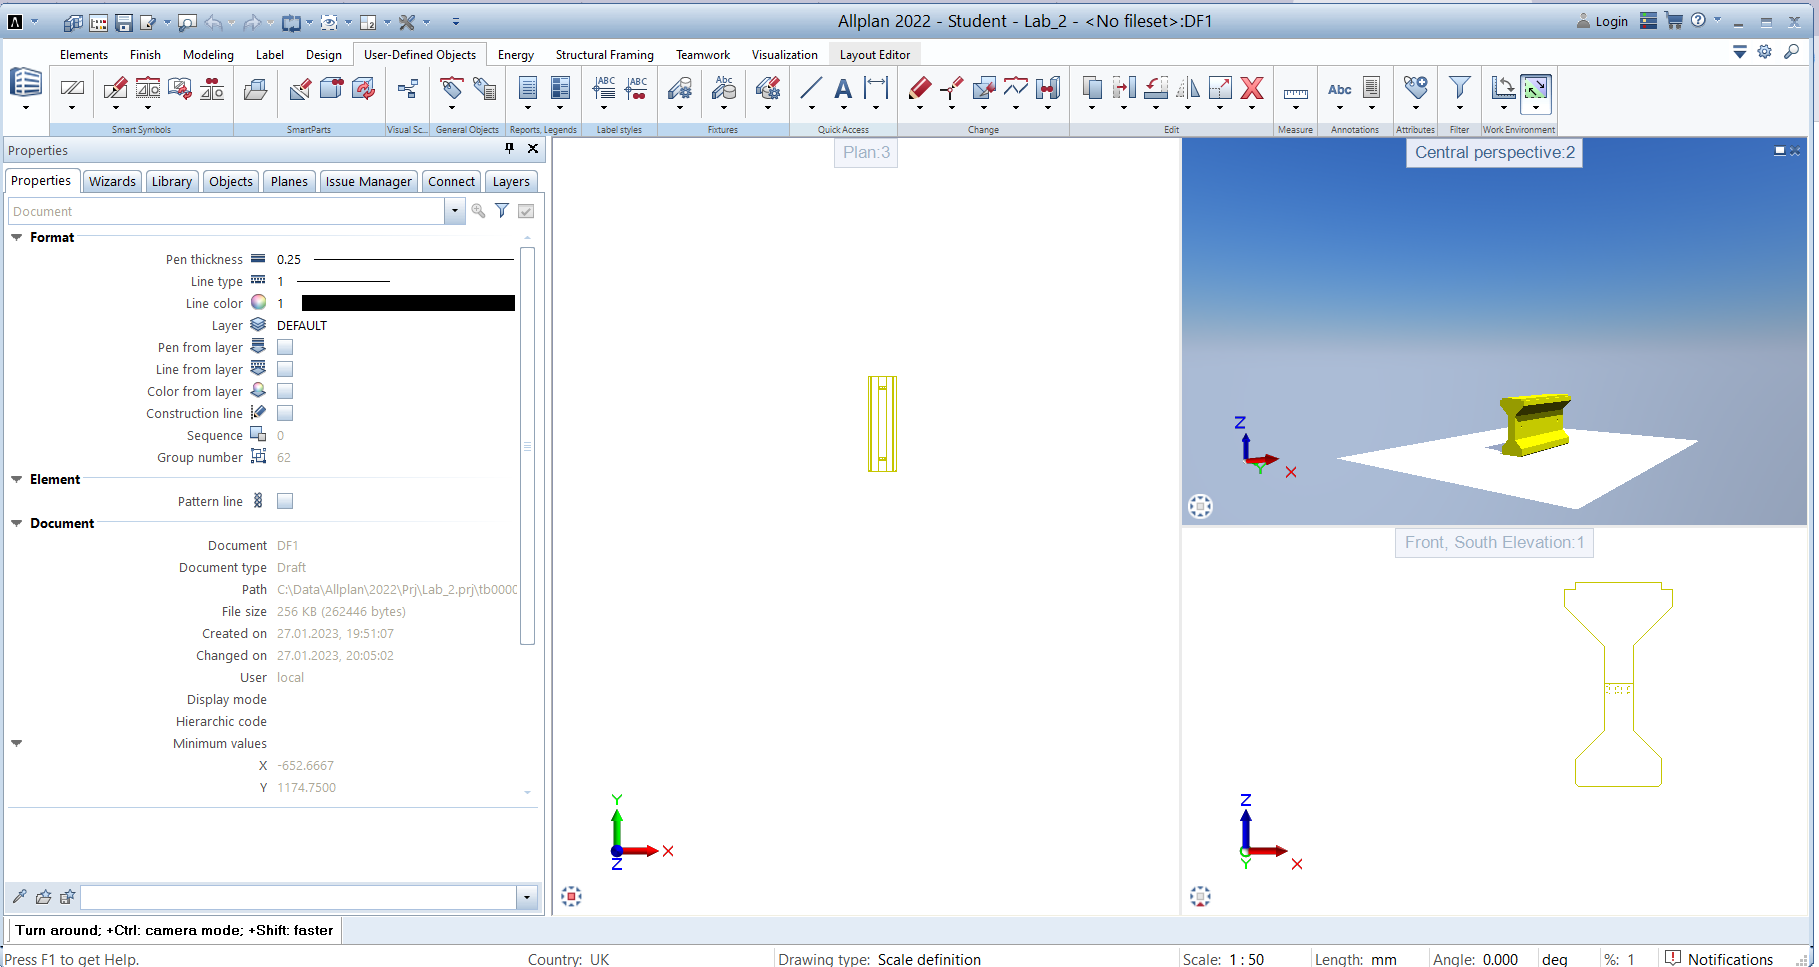 Allplan 2022 - Student - Lab_2 - <No fileset>:DF1
Login
Elements Finish Modeling Label Design User-Defined Objects Energy Structural Framing Teamwork Visualization Layout Editor
ABC ABC Abc A Abc
Smart Symbols SmartParts Visual Sc... General Objects Reports, Legends Label styles Fixtures Quick Access Change Edit Measure Annotations Attributes Filter Work Environment
Properties
Properties Wizards Library Objects Planes Issue Manager Connect Layers
Document
Format
Pen thickness 0.25
Line type 1
Line color 1
Layer DEFAULT
Pen from layer
Line from layer
Color from layer
Construction line
Sequence 0
Group number 62
Element
Pattern line
Document
Document DF1
Document type Draft
Path C:\Data\Allplan\2022\Prj\Lab_2.prj\tb0000
File size 256 KB (262446 bytes)
Created on 27.01.2023, 19:51:07
Changed on 27.01.2023, 20:05:02
User local
Display mode
Hierarchic code
Minimum values
X -652.6667
Y 1174.7500
Plan:3
Y
X
Z
Central perspective:2
Z
Y
X
Front, South Elevation:1
Z
Y
X
Turn around; +Ctrl: camera mode; +Shift: faster
Press F1 to get Help. Country: UK Drawing type: Scale definition Scale: 1 : 50 Length: mm Angle: 0.000 deg %: 1 Notifications